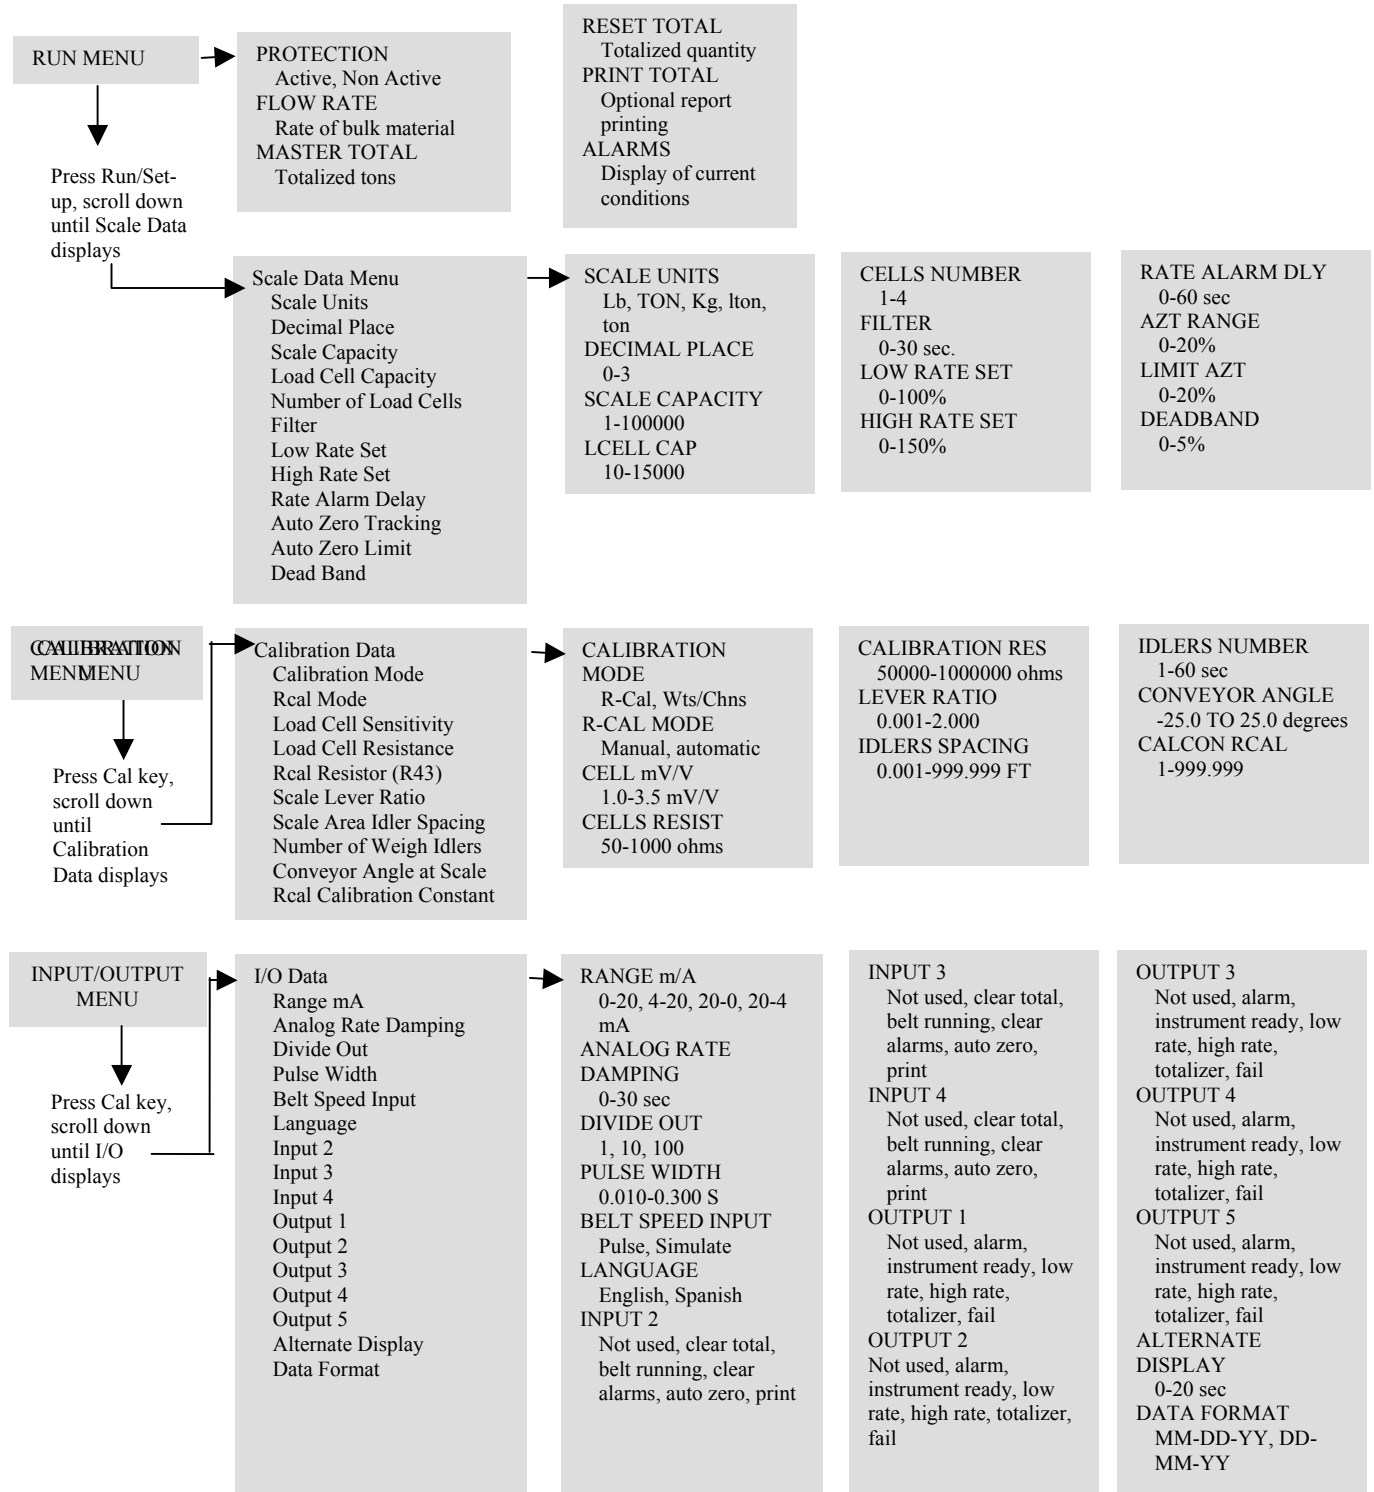 RUN MENU
PROTECTION
Active, Non Active
FLOW RATE
Rate of bulk material
MASTER TOTAL
Totalized tons
RESET TOTAL
Totalized quantity
PRINT TOTAL
Optional report
printing
ALARMS
Display of current
conditions
Press Run/Set-
up, scroll down
until Scale Data
displays
Scale Data Menu
Scale Units
Decimal Place
Scale Capacity
Load Cell Capacity
Number of Load Cells
Filter
Low Rate Set
High Rate Set
Rate Alarm Delay
Auto Zero Tracking
Auto Zero Limit
Dead Band
SCALE UNITS
Lb, TON, Kg, lton,
ton
DECIMAL PLACE
0-3
SCALE CAPACITY
1-100000
LCELL CAP
10-15000
CELLS NUMBER
1-4
FILTER
0-30 sec.
LOW RATE SET
0-100%
HIGH RATE SET
0-150%
RATE ALARM DLY
0-60 sec
AZT RANGE
0-20%
LIMIT AZT
0-20%
DEADBAND
0-5%
CALIBRATION
MENU
CALIBRATION
MENU
Press Cal key,
scroll down
until
Calibration
Data displays
Calibration Data
Calibration Mode
Rcal Mode
Load Cell Sensitivity
Load Cell Resistance
Rcal Resistor (R43)
Scale Lever Ratio
Scale Area Idler Spacing
Number of Weigh Idlers
Conveyor Angle at Scale
Rcal Calibration Constant
CALIBRATION
MODE
R-Cal, Wts/Chns
R-CAL MODE
Manual, automatic
CELL mV/V
1.0-3.5 mV/V
CELLS RESIST
50-1000 ohms
CALIBRATION RES
50000-1000000 ohms
LEVER RATIO
0.001-2.000
IDLERS SPACING
0.001-999.999 FT
IDLERS NUMBER
1-60 sec
CONVEYOR ANGLE
-25.0 TO 25.0 degrees
CALCON RCAL
1-999.999
INPUT/OUTPUT
MENU
Press Cal key,
scroll down
until I/O
displays
I/O Data
Range mA
Analog Rate Damping
Divide Out
Pulse Width
Belt Speed Input
Language
Input 2
Input 3
Input 4
Output 1
Output 2
Output 3
Output 4
Output 5
Alternate Display
Data Format
RANGE m/A
0-20, 4-20, 20-0, 20-4
mA
ANALOG RATE
DAMPING
0-30 sec
DIVIDE OUT
1, 10, 100
PULSE WIDTH
0.010-0.300 S
BELT SPEED INPUT
Pulse, Simulate
LANGUAGE
English, Spanish
INPUT 2
Not used, clear total,
belt running, clear
alarms, auto zero, print
INPUT 3
Not used, clear total,
belt running, clear
alarms, auto zero,
print
INPUT 4
Not used, clear total,
belt running, clear
alarms, auto zero,
print
OUTPUT 1
Not used, alarm,
instrument ready, low
rate, high rate,
totalizer, fail
OUTPUT 2
Not used, alarm,
instrument ready, low
rate, high rate, totalizer,
fail
OUTPUT 3
Not used, alarm,
instrument ready, low
rate, high rate,
totalizer, fail
OUTPUT 4
Not used, alarm,
instrument ready, low
rate, high rate,
totalizer, fail
OUTPUT 5
Not used, alarm,
instrument ready, low
rate, high rate,
totalizer, fail
ALTERNATE
DISPLAY
0-20 sec
DATA FORMAT
MM-DD-YY, DD-
MM-YY